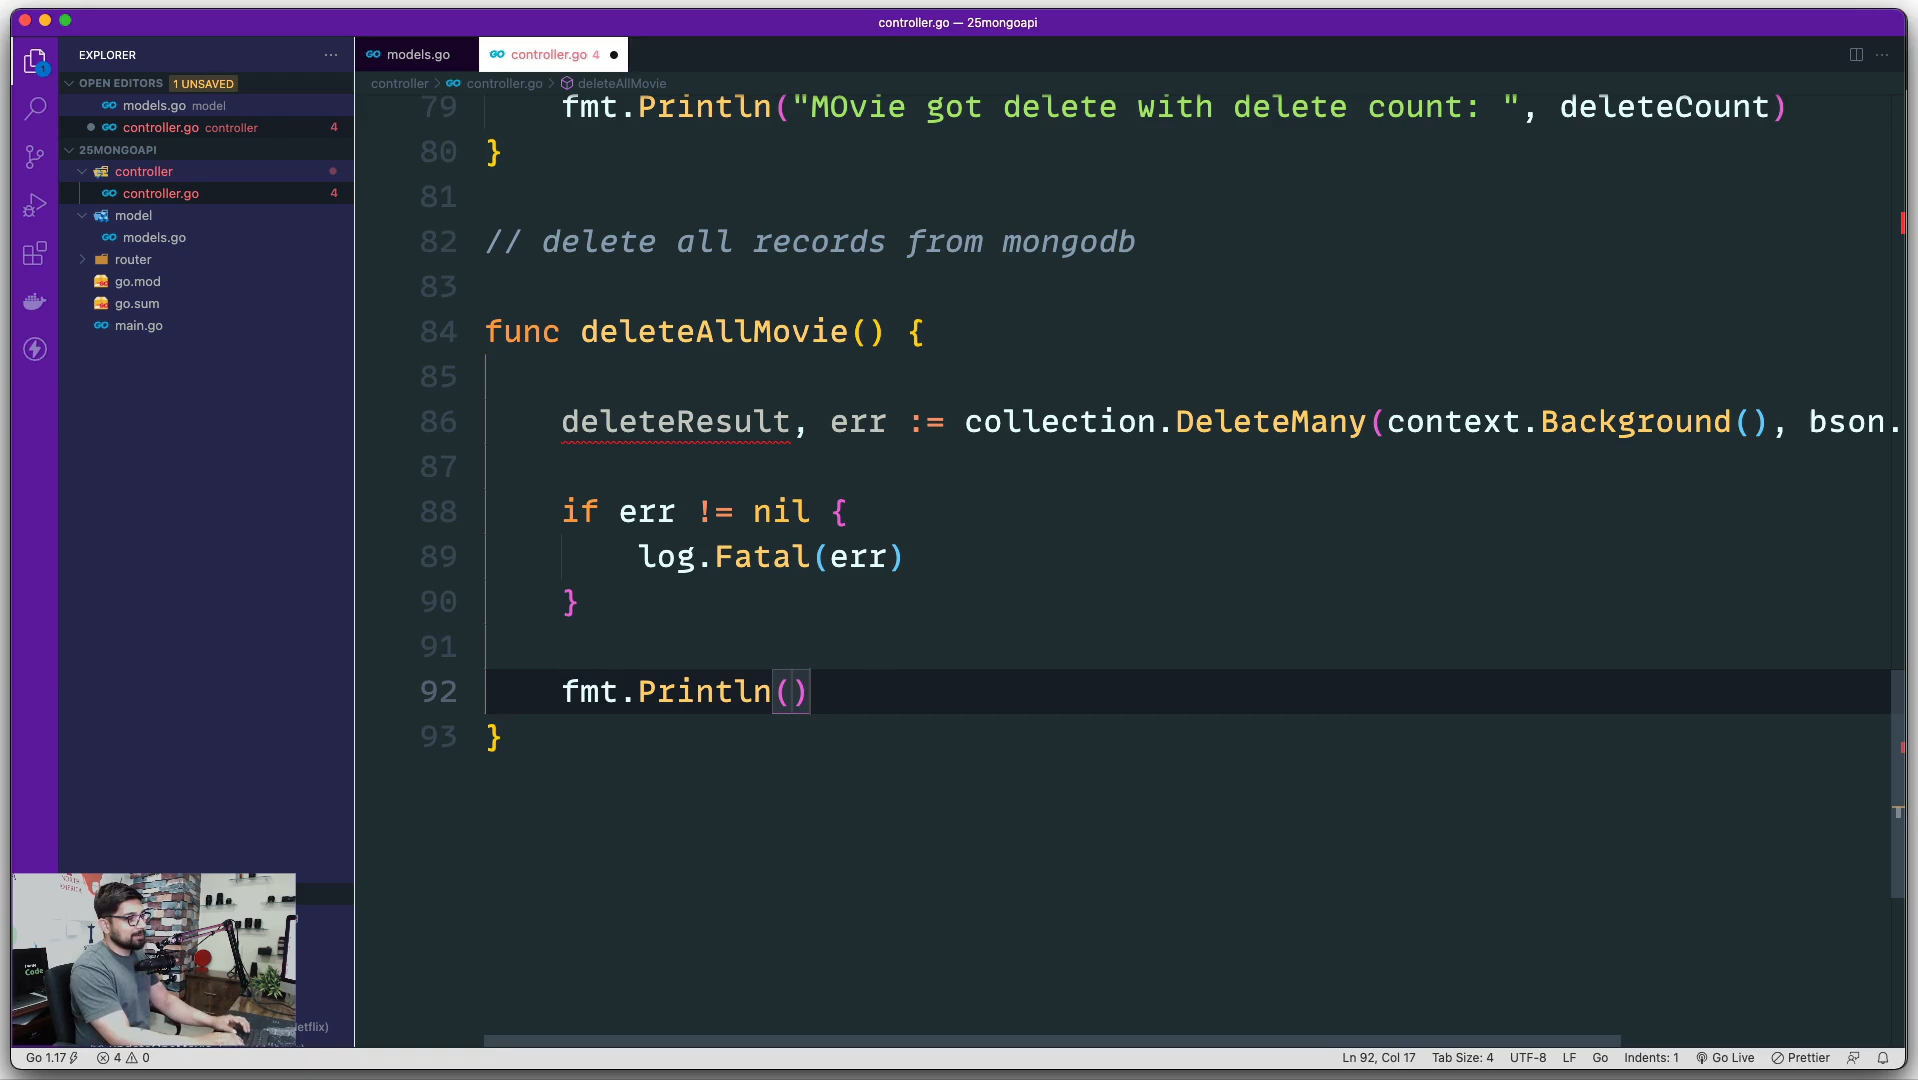 controller.go — 25mongoapi
EXPLORER
OPEN EDITORS 1 UNSAVED
models.go model
controller.go controller 4
25MONGOAPI
controller
controller.go 4
model
models.go
router
go.mod
go.sum
main.go
models.go
controller.go 4
controller > controller.go > deleteAllMovie
79 fmt.Println("MOvie got delete with delete count: ", deleteCount)
80 }
81
82 // delete all records from mongodb
83
84 func deleteAllMovie() {
85
86 deleteResult, err := collection.DeleteMany(context.Background(), bson.
87
88 if err != nil {
89 log.Fatal(err)
90 }
91
92 fmt.Println()
93 }
NORTH
AMERICA
Code
etflix)
Go 1.17 4 0
Ln 92, Col 17 Tab Size: 4 UTF-8 LF Go Indents: 1 Go Live Prettier